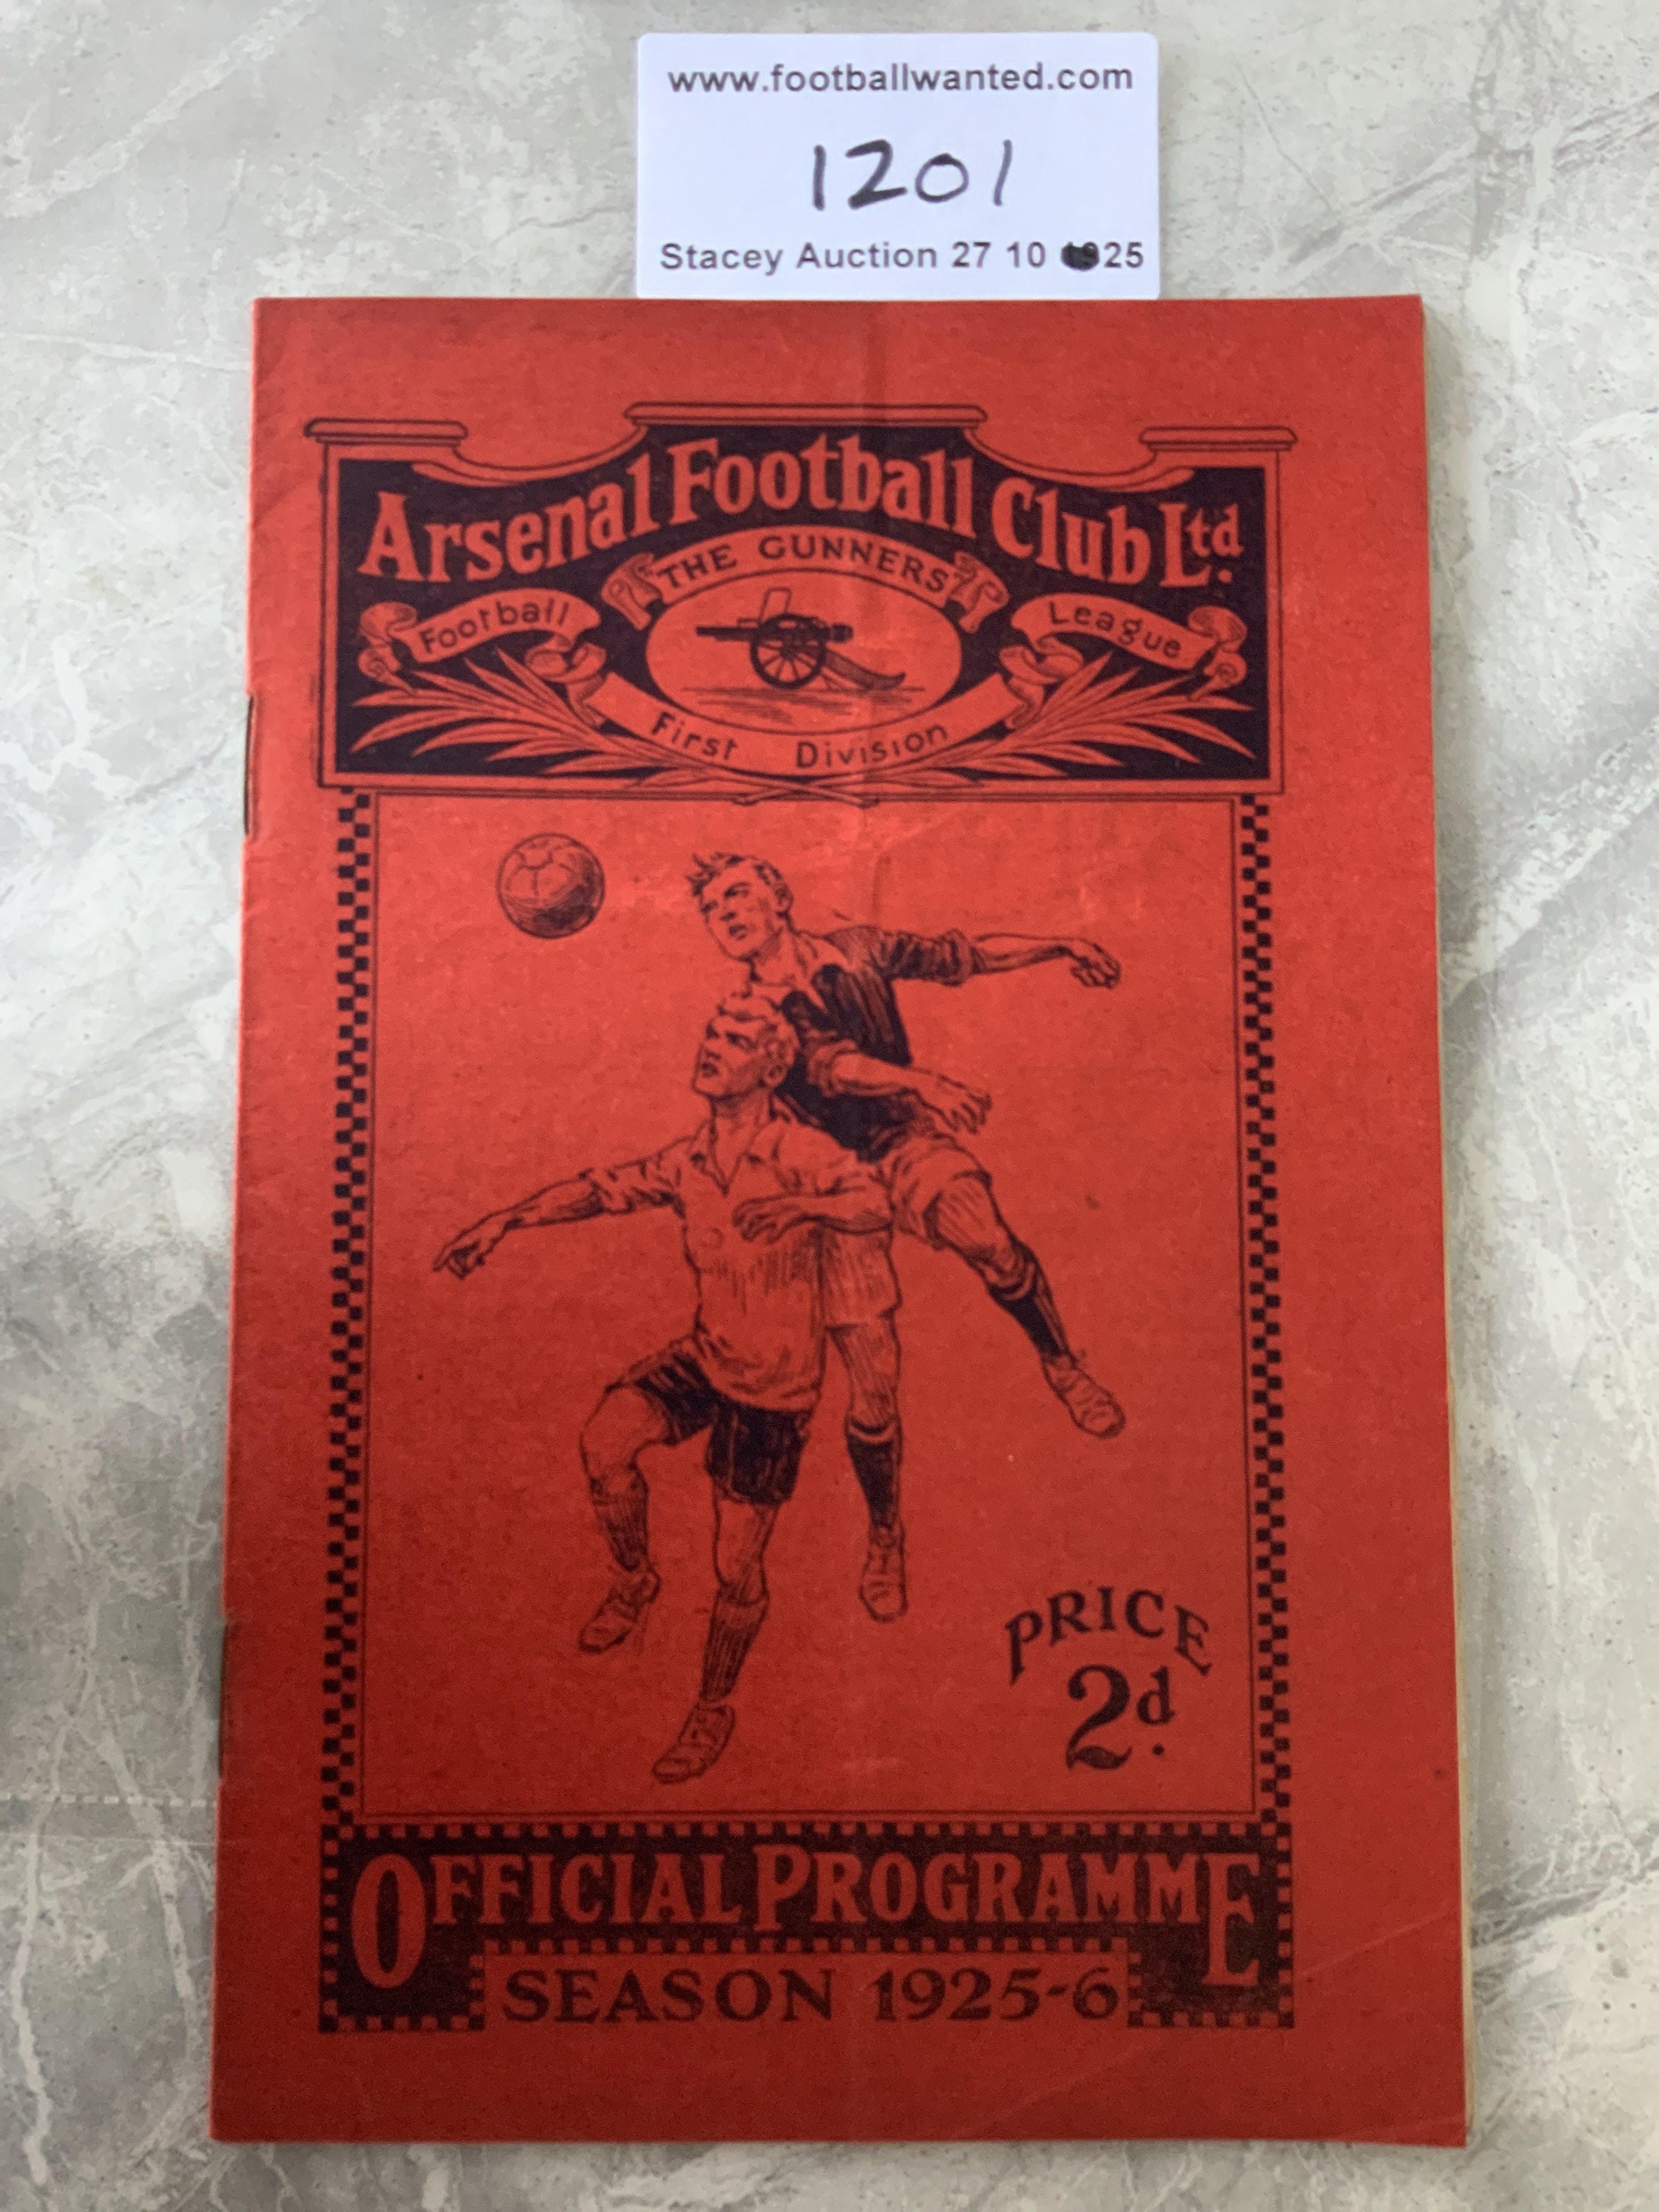 www.footballwanted.com
1201
Stacey Auction 27 10 25
Arsenal Football Club Ltd.
THE GUNNERS
Football League
First Division
PRICE
2d.
OFFICIAL PROGRAMME
SEASON 1925-6